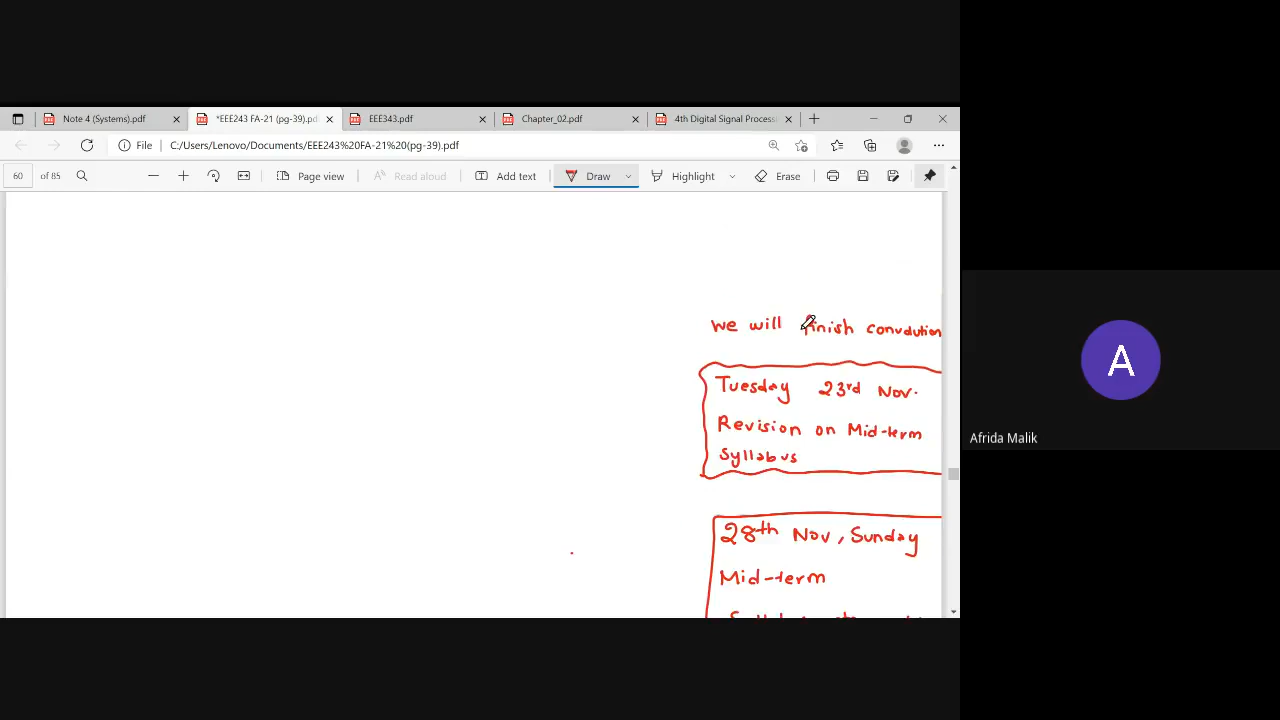 Note 4 (Systems).pdf
*EEE243 FA-21 (pg-39).pd
EEE343.pdf
Chapter_02.pdf
4th Digital Signal Process
File
C:/Users/Lenovo/Documents/EEE243%20FA-21%20(pg-39).pdf
60 of 85
Page view
Read aloud
Add text
Draw
Highlight
Erase
we will finish convolution
Tuesday 23rd Nov.
Revision on Mid-term
Syllabus
28th Nov, Sunday
Mid-term
A
Afrida Malik